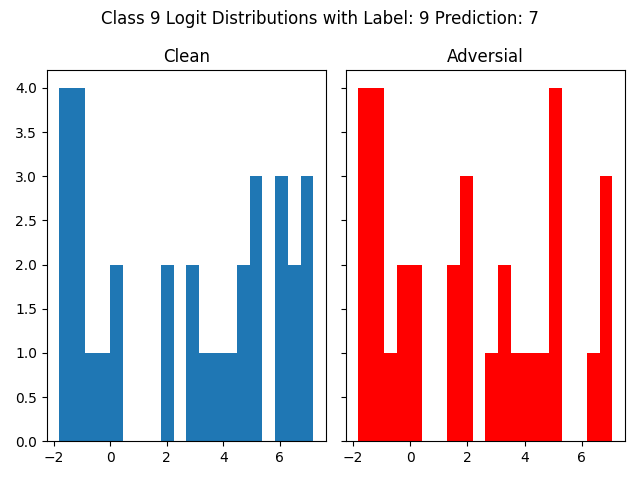 Class 9 Logit Distributions with Label: 9 Prediction: 7
Clean
Adversial
4.0
3.5
3.0
2.5
2.0
1.5
1.0
0.5
0.0
−2 0 2 4 6
−2 0 2 4 6